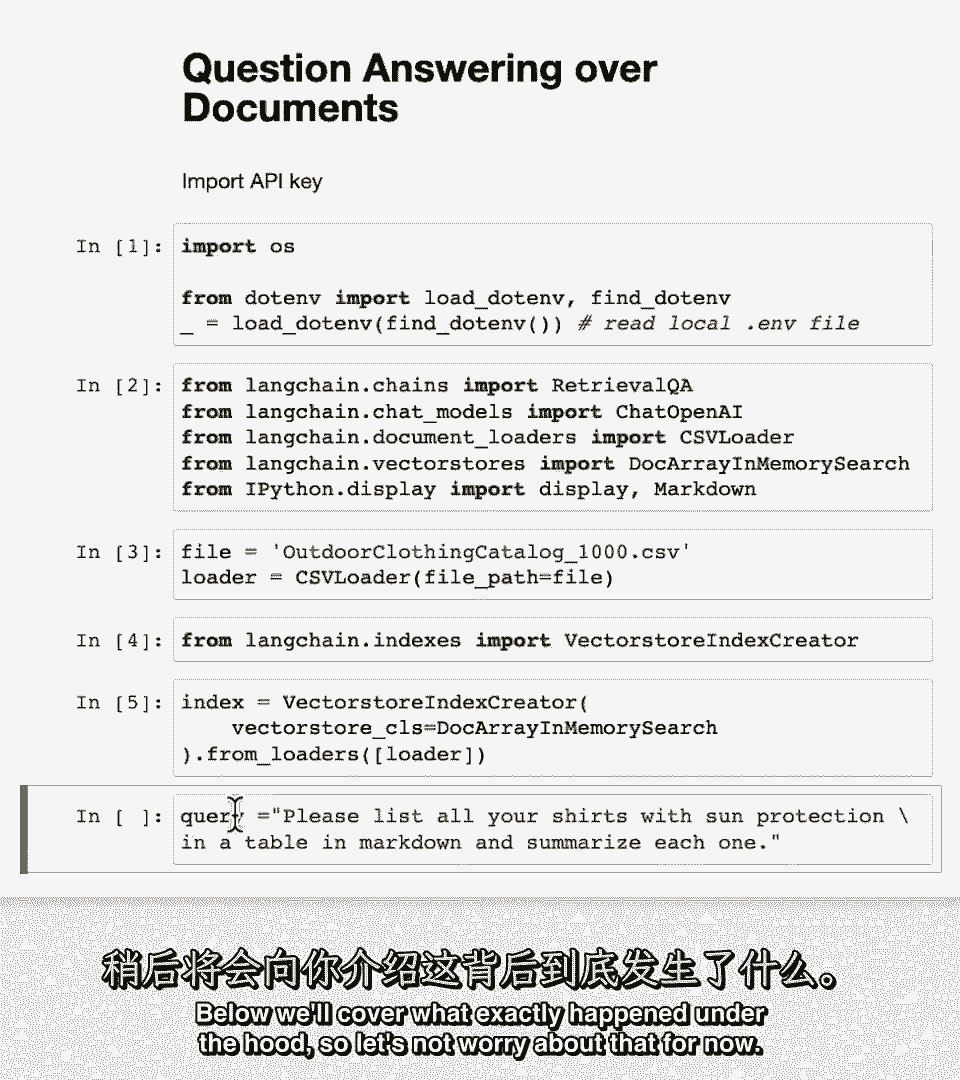 Question Answering over
Documents
Import API key
In [1]:
import os
from dotenv import load_dotenv, find_dotenv
_ = load_dotenv(find_dotenv()) # read local .env file
In [2]:
from langchain.chains import RetrievalQA
from langchain.chat_models import ChatOpenAI
from langchain.document_loaders import CSVLoader
from langchain.vectorstores import DocArrayInMemorySearch
from IPython.display import display, Markdown
In [3]:
file = 'OutdoorClothingCatalog_1000.csv'
loader = CSVLoader(file_path=file)
In [4]:
from langchain.indexes import VectorstoreIndexCreator
In [5]:
index = VectorstoreIndexCreator(
    vectorstore_cls=DocArrayInMemorySearch
).from_loaders([loader])
In [ ]:
query ="Please list all your shirts with sun protection \
in a table in markdown and summarize each one."
稍后将会向你介绍这背后到底发生了什么。
Below we'll cover what exactly happened under
the hood, so let's not worry about that for now.